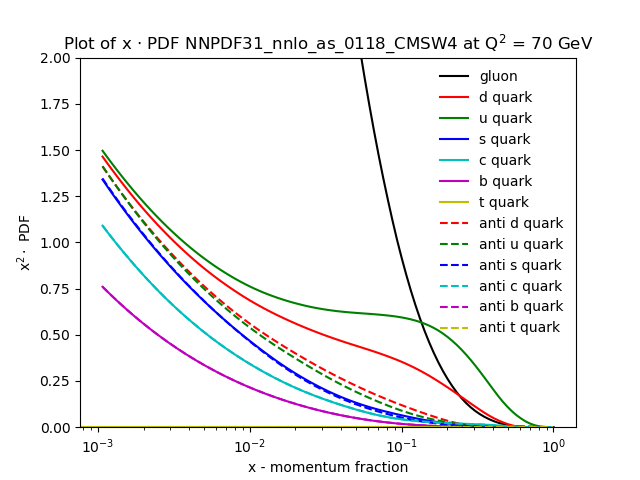 Plot of x · PDF NNPDF31_nnlo_as_0118_CMSW4 at Q² = 70 GeV
2.00
1.75
1.50
1.25
1.00
0.75
0.50
0.25
0.00
x² · PDF
gluon
d quark
u quark
s quark
c quark
b quark
t quark
anti d quark
anti u quark
anti s quark
anti c quark
anti b quark
anti t quark
10⁻³ 10⁻² 10⁻¹ 10⁰
x - momentum fraction